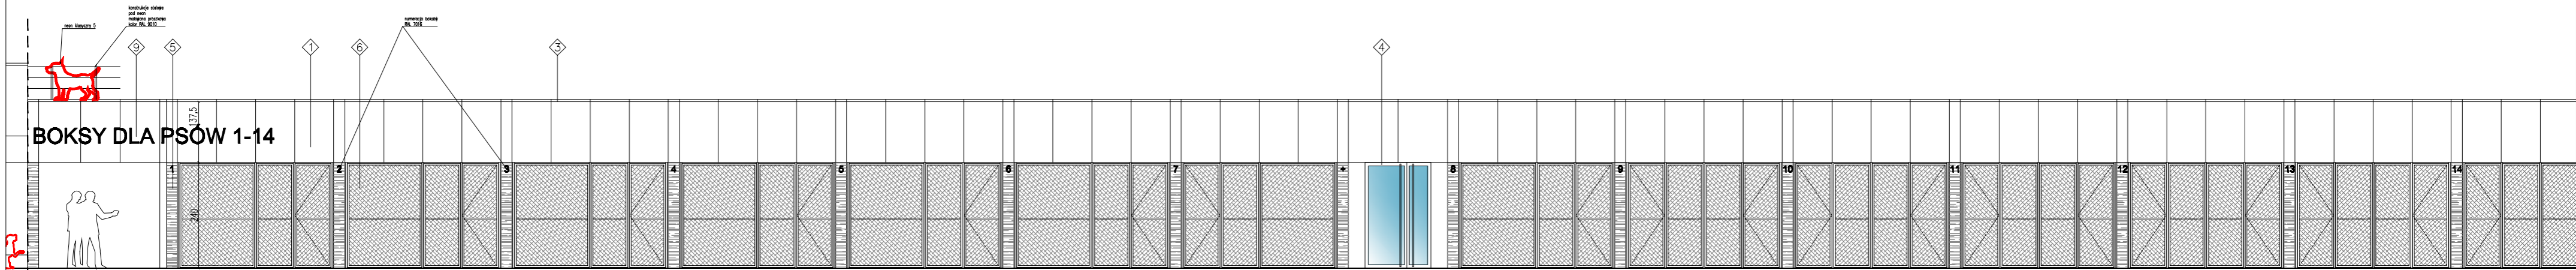 konstrukcja stalowa
pod neon
malowana proszkowo
kolor RAL 9010
neon klasyczny 5
numeracja boksów
RAL 7016
9
5
1
6
3
4
137,5
BOKSY DLA PSÓW 1-14
1
2
3
4
5
6
7
+
8
9
10
11
12
13
14
240